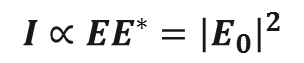 I ∝ EE* = |E₀|²